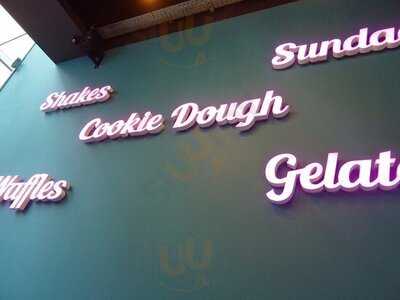 Sunda
Shakes
Cookie Dough
Gelat
Waffles